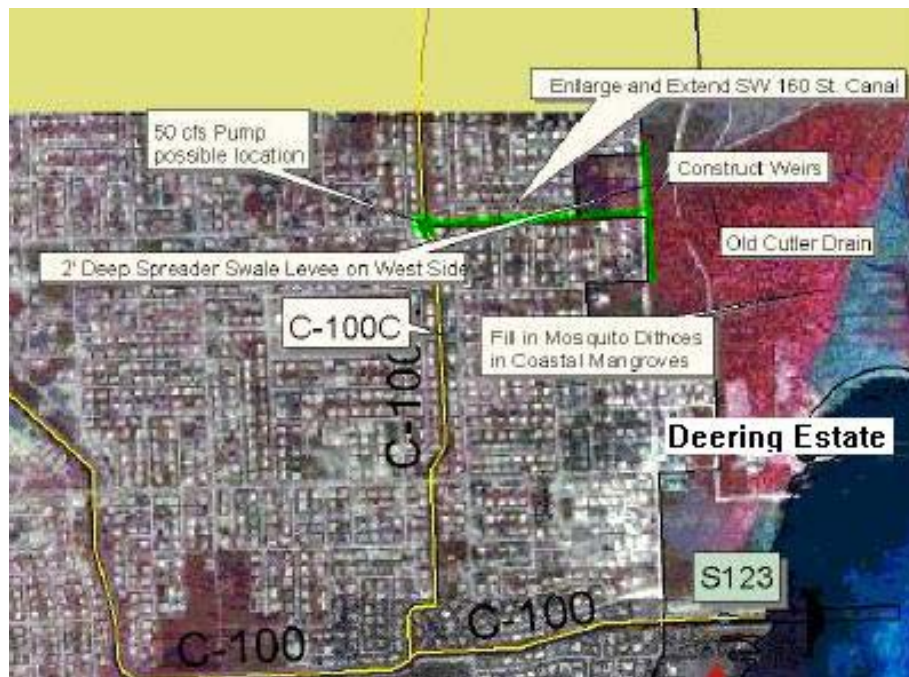 Enlarge and Extend SW 160 St. Canal
50 cfs Pump
possible location
Construct Weirs
Old Cutler Drain
2' Deep Spreader Swale Levee on West Side
C-100C
Fill in Mosquito Dithces
in Coastal Mangroves
C-100C
Deering Estate
S123
C-100
C-100